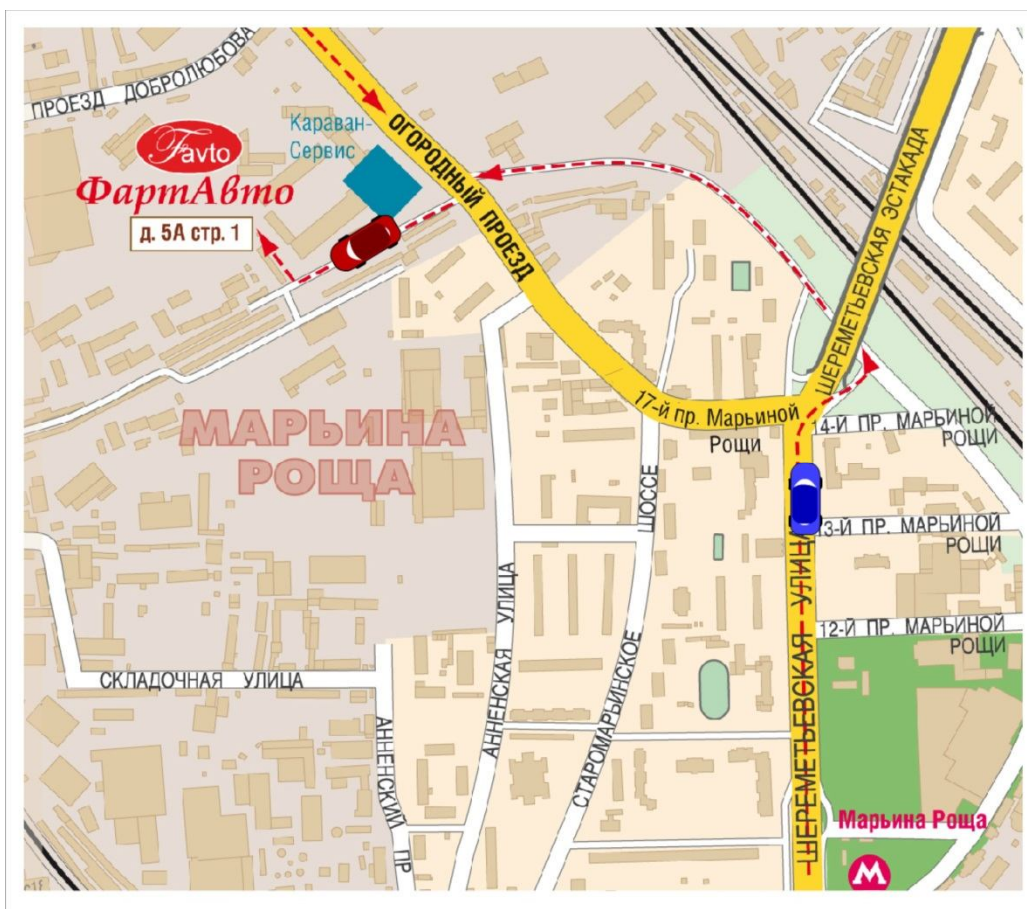 ПРОЕЗД ДОБРОЛЮБОВА
Favto
ФартАвто
д. 5А стр. 1
Караван-
Сервис
ОГОРОДНЫЙ ПРОЕЗД
ШЕРЕМЕТЬЕВСКАЯ ЭСТАКАДА
17-й пр. Марьиной
Рощи
14-Й ПР. МАРЬИНОЙ
РОЩИ
МАРЬИНА
РОЩА
13-Й ПР. МАРЬИНОЙ
РОЩИ
12-Й ПР. МАРЬИНОЙ
РОЩИ
СКЛАДОЧНАЯ УЛИЦА
АННЕНСКИЙ ПР
АННЕНСКАЯ УЛИЦА
СТАРОМАРЬИНСКОЕ ШОССЕ
ШЕРЕМЕТЬЕВСКАЯ УЛИЦА
Марьина Роща
М